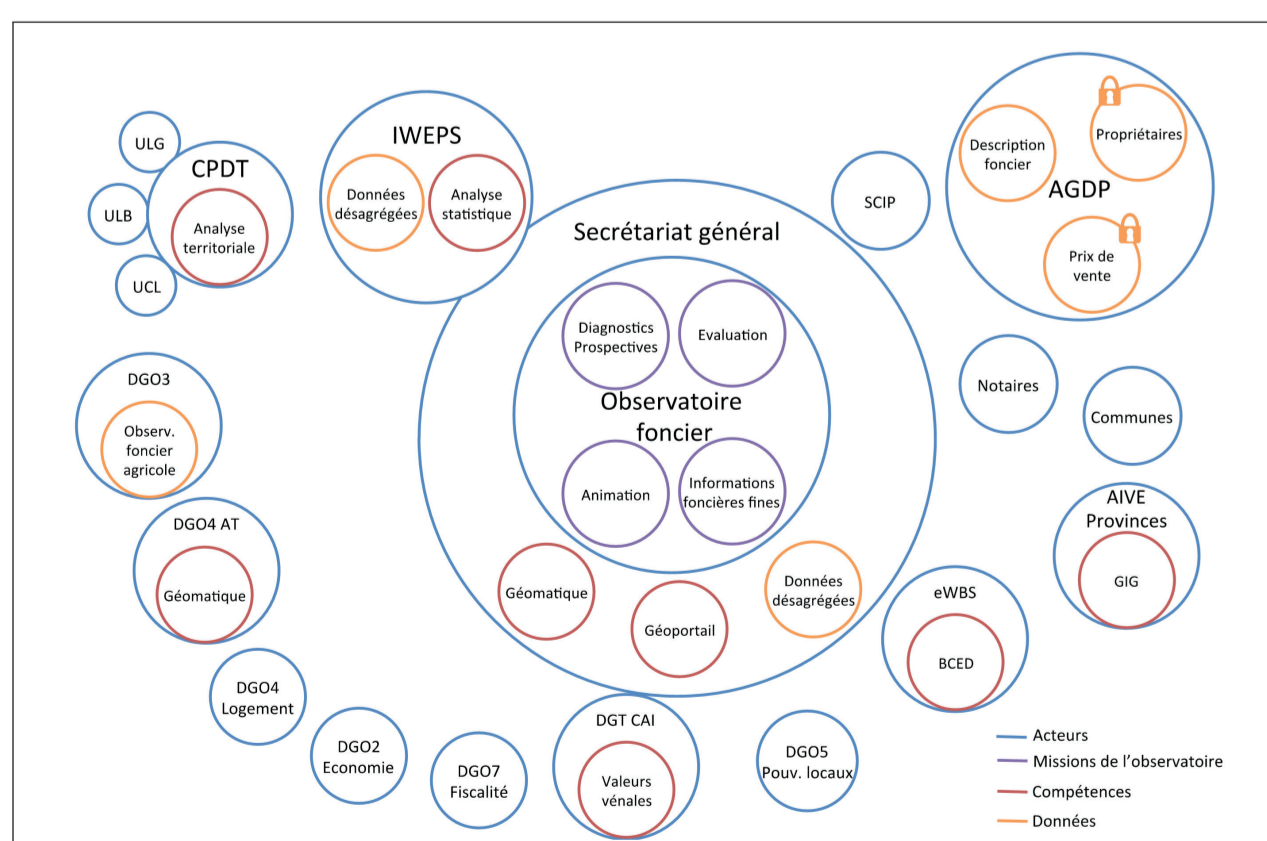 ULG
CPDT
ULB
Analyse
territoriale
UCL
IWEPS
Données
désagrégées
Analyse
statistique
Secrétariat général
Diagnostics
Prospectives
Evaluation
Observatoire
foncier
Animation
Informations
foncières fines
Géomatique
Géoportail
Données
désagrégées
SCIP
Description
foncier
Propriétaires
AGDP
Prix de
vente
Notaires
Communes
AIVE
Provinces
GIG
eWBS
BCED
DGO3
Observ.
foncier
agricole
DGO4 AT
Géomatique
DGO4
Logement
DGO2
Economie
DGO7
Fiscalité
DGT CAI
Valeurs
vénales
DGO5
Pouv. locaux
Acteurs
Missions de l'observatoire
Compétences
Données